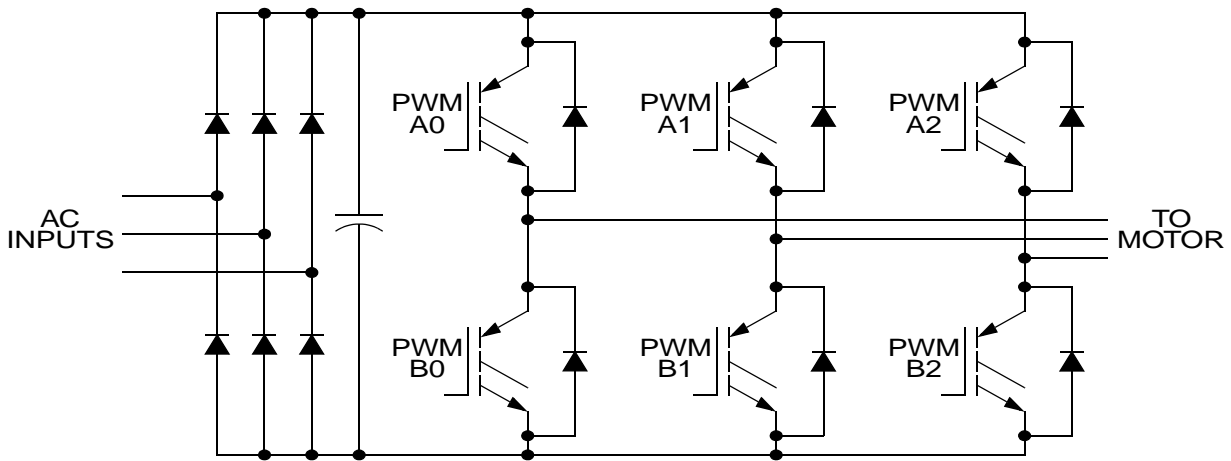 PWM
A0
PWM
A1
PWM
A2
AC
INPUTS
TO
MOTOR
PWM
B0
PWM
B1
PWM
B2